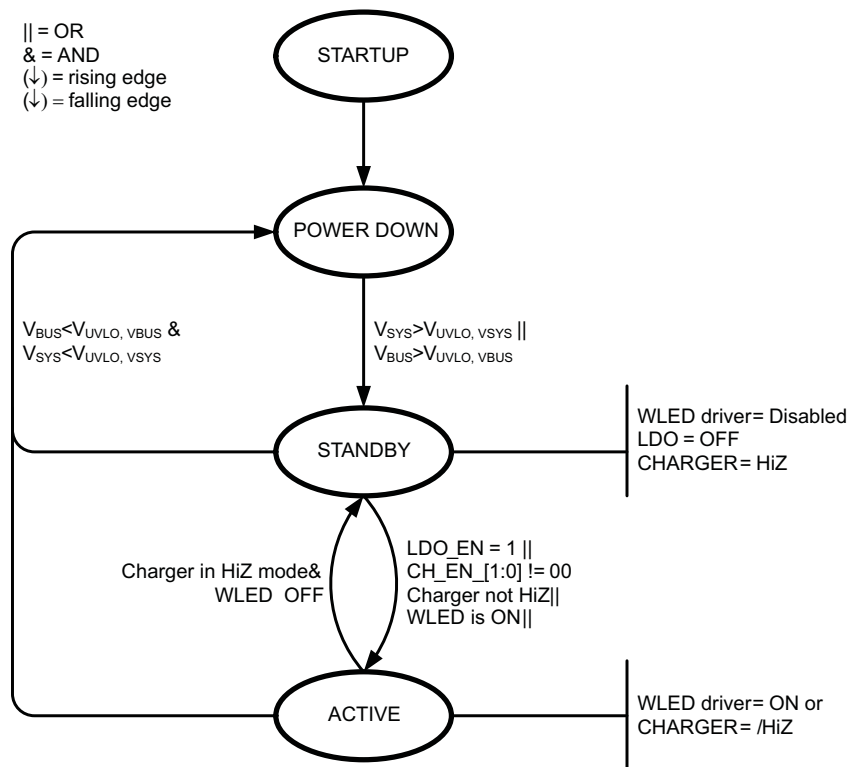 || = OR
& = AND
(↓) = rising edge
(↓) = falling edge
STARTUP
POWER DOWN
VBUS<VUVLO, VBUS &
VSYS<VUVLO, VSYS
VSYS>VUVLO, VSYS ||
VBUS>VUVLO, VBUS
STANDBY
WLED driver= Disabled
LDO = OFF
CHARGER= HiZ
Charger in HiZ mode&
WLED OFF
LDO_EN = 1 ||
CH_EN_[1:0] != 00
Charger not HiZ||
WLED is ON||
ACTIVE
WLED driver= ON or
CHARGER= /HiZ